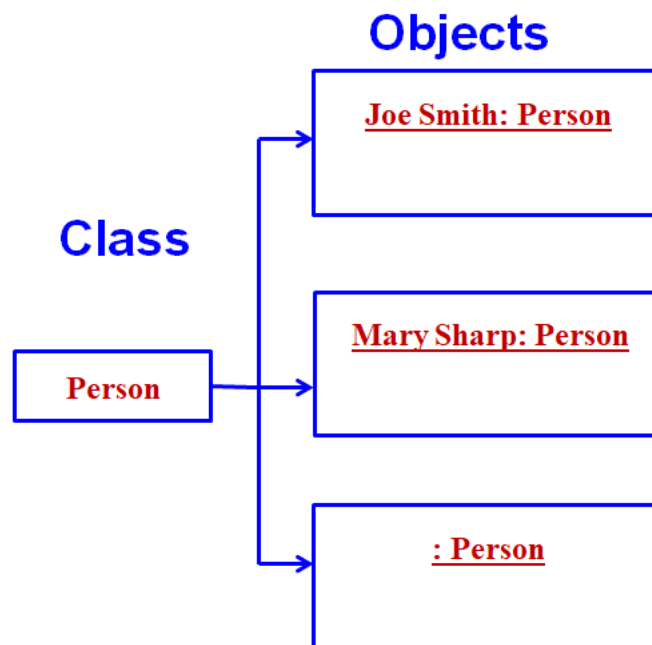 Objects
Joe Smith: Person
Class
Mary Sharp: Person
Person
: Person